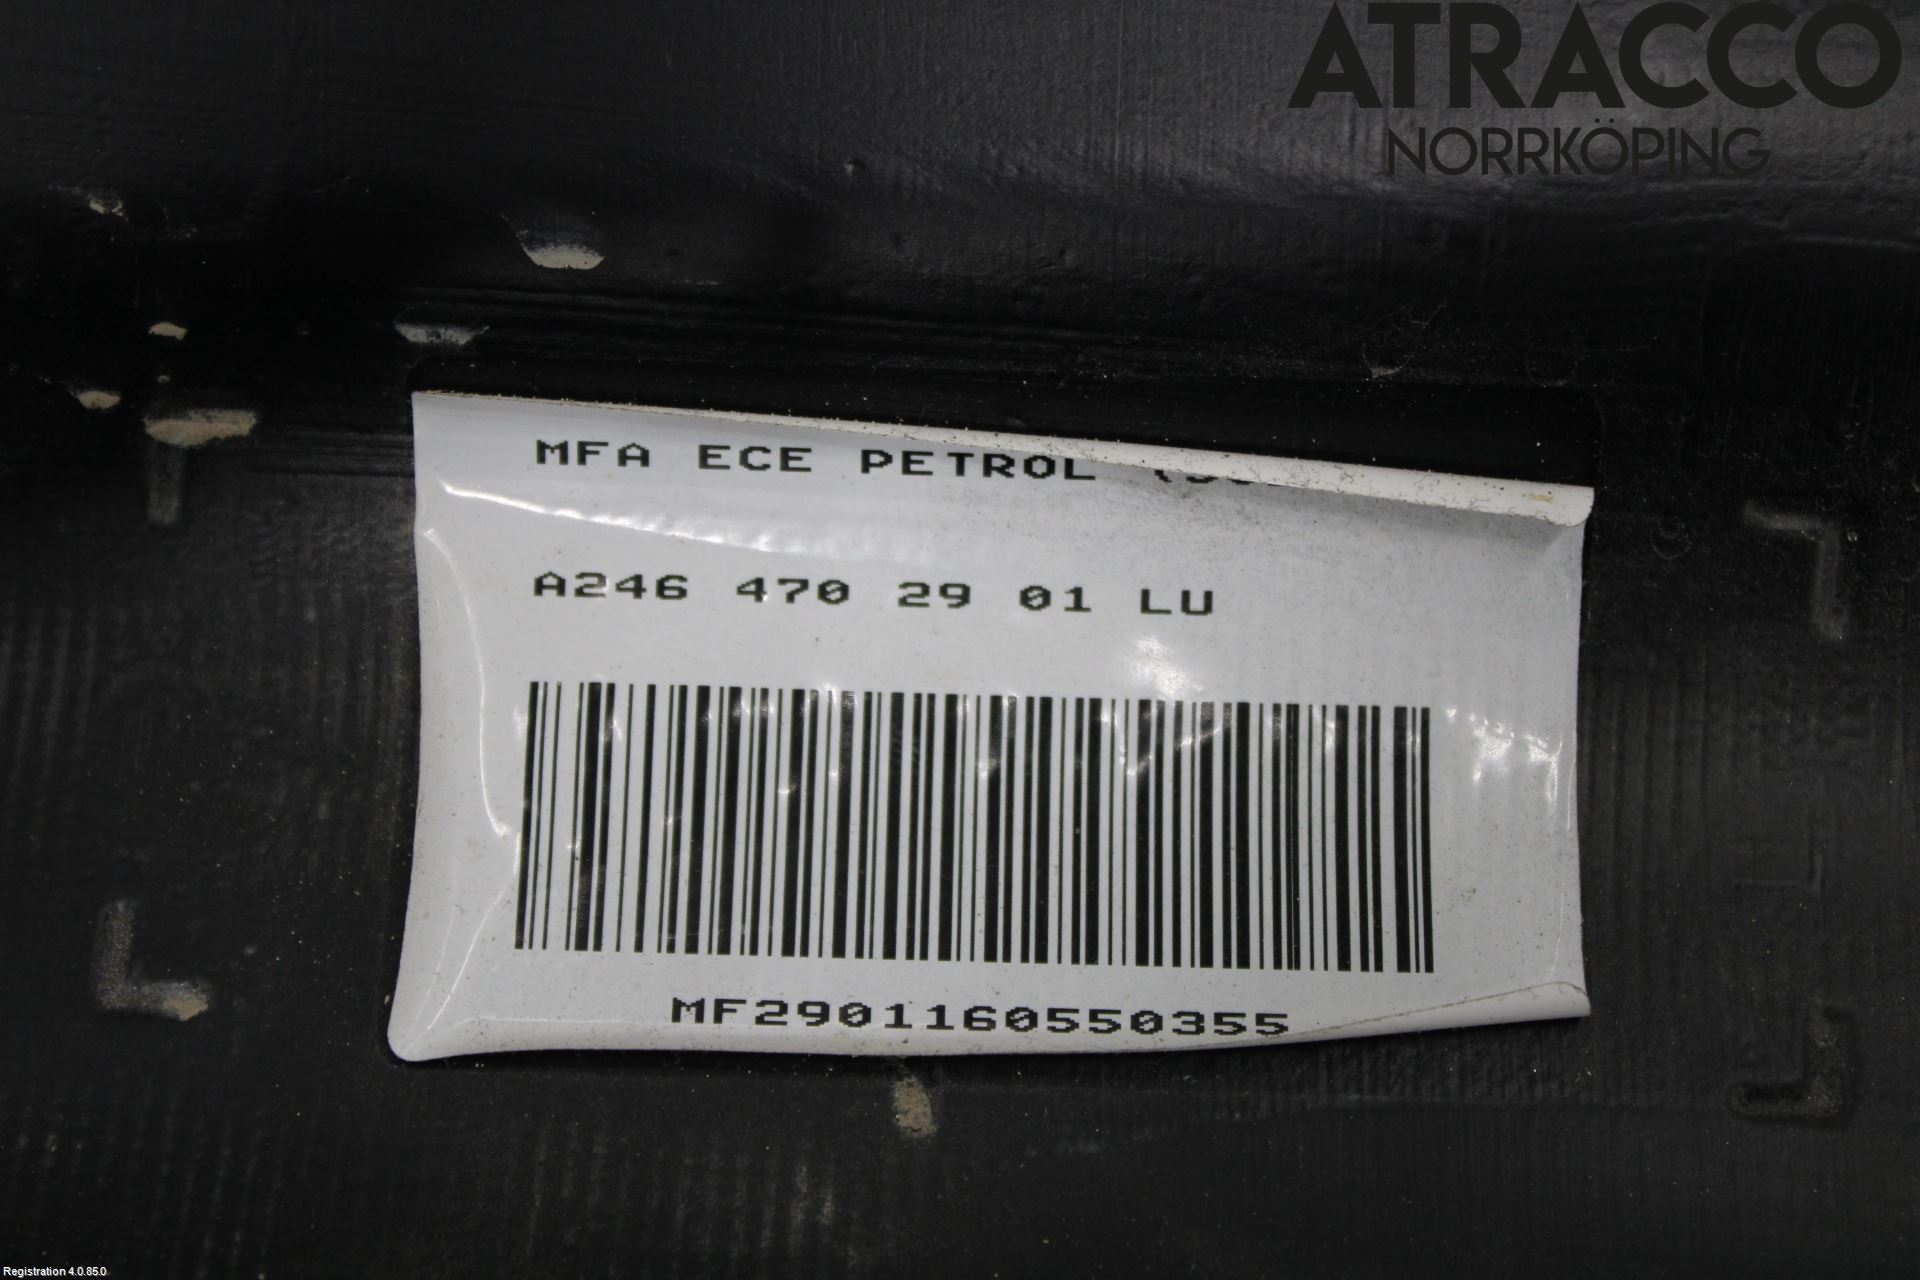 ATRACCO
NORRKÖPING
MFA ECE PETROL
A246 470 29 01 LU
MF2901160550355
Registration 4.0.85.0